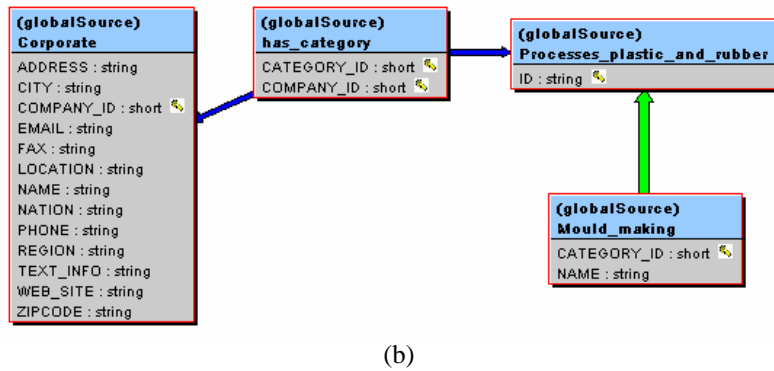 (globalSource)
Corporate
ADDRESS : string
CITY : string
COMPANY_ID : short
EMAIL : string
FAX : string
LOCATION : string
NAME : string
NATION : string
PHONE : string
REGION : string
TEXT_INFO : string
WEB_SITE : string
ZIPCODE : string
(globalSource)
has_category
CATEGORY_ID : short
COMPANY_ID : short
(globalSource)
Processes_plastic_and_rubber
ID : string
(globalSource)
Mould_making
CATEGORY_ID : short
NAME : string
(b)